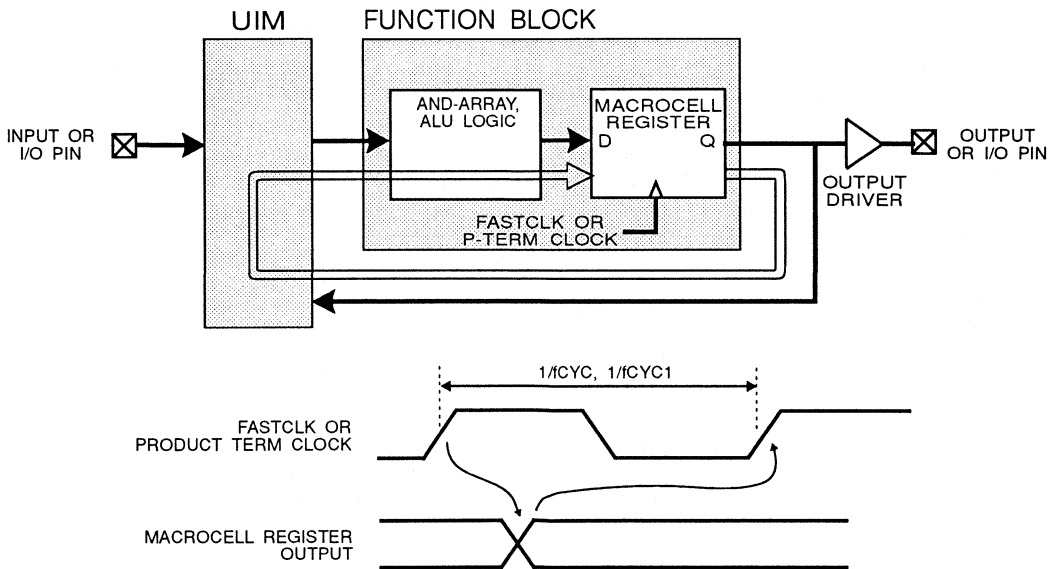 UIM
FUNCTION BLOCK
INPUT OR
I/O PIN
AND-ARRAY,
ALU LOGIC
MACROCELL
REGISTER
D
Q
FASTCLK OR
P-TERM CLOCK
OUTPUT
DRIVER
OUTPUT
OR I/O PIN
1/fCYC, 1/fCYC1
FASTCLK OR
PRODUCT TERM CLOCK
MACROCELL REGISTER
OUTPUT